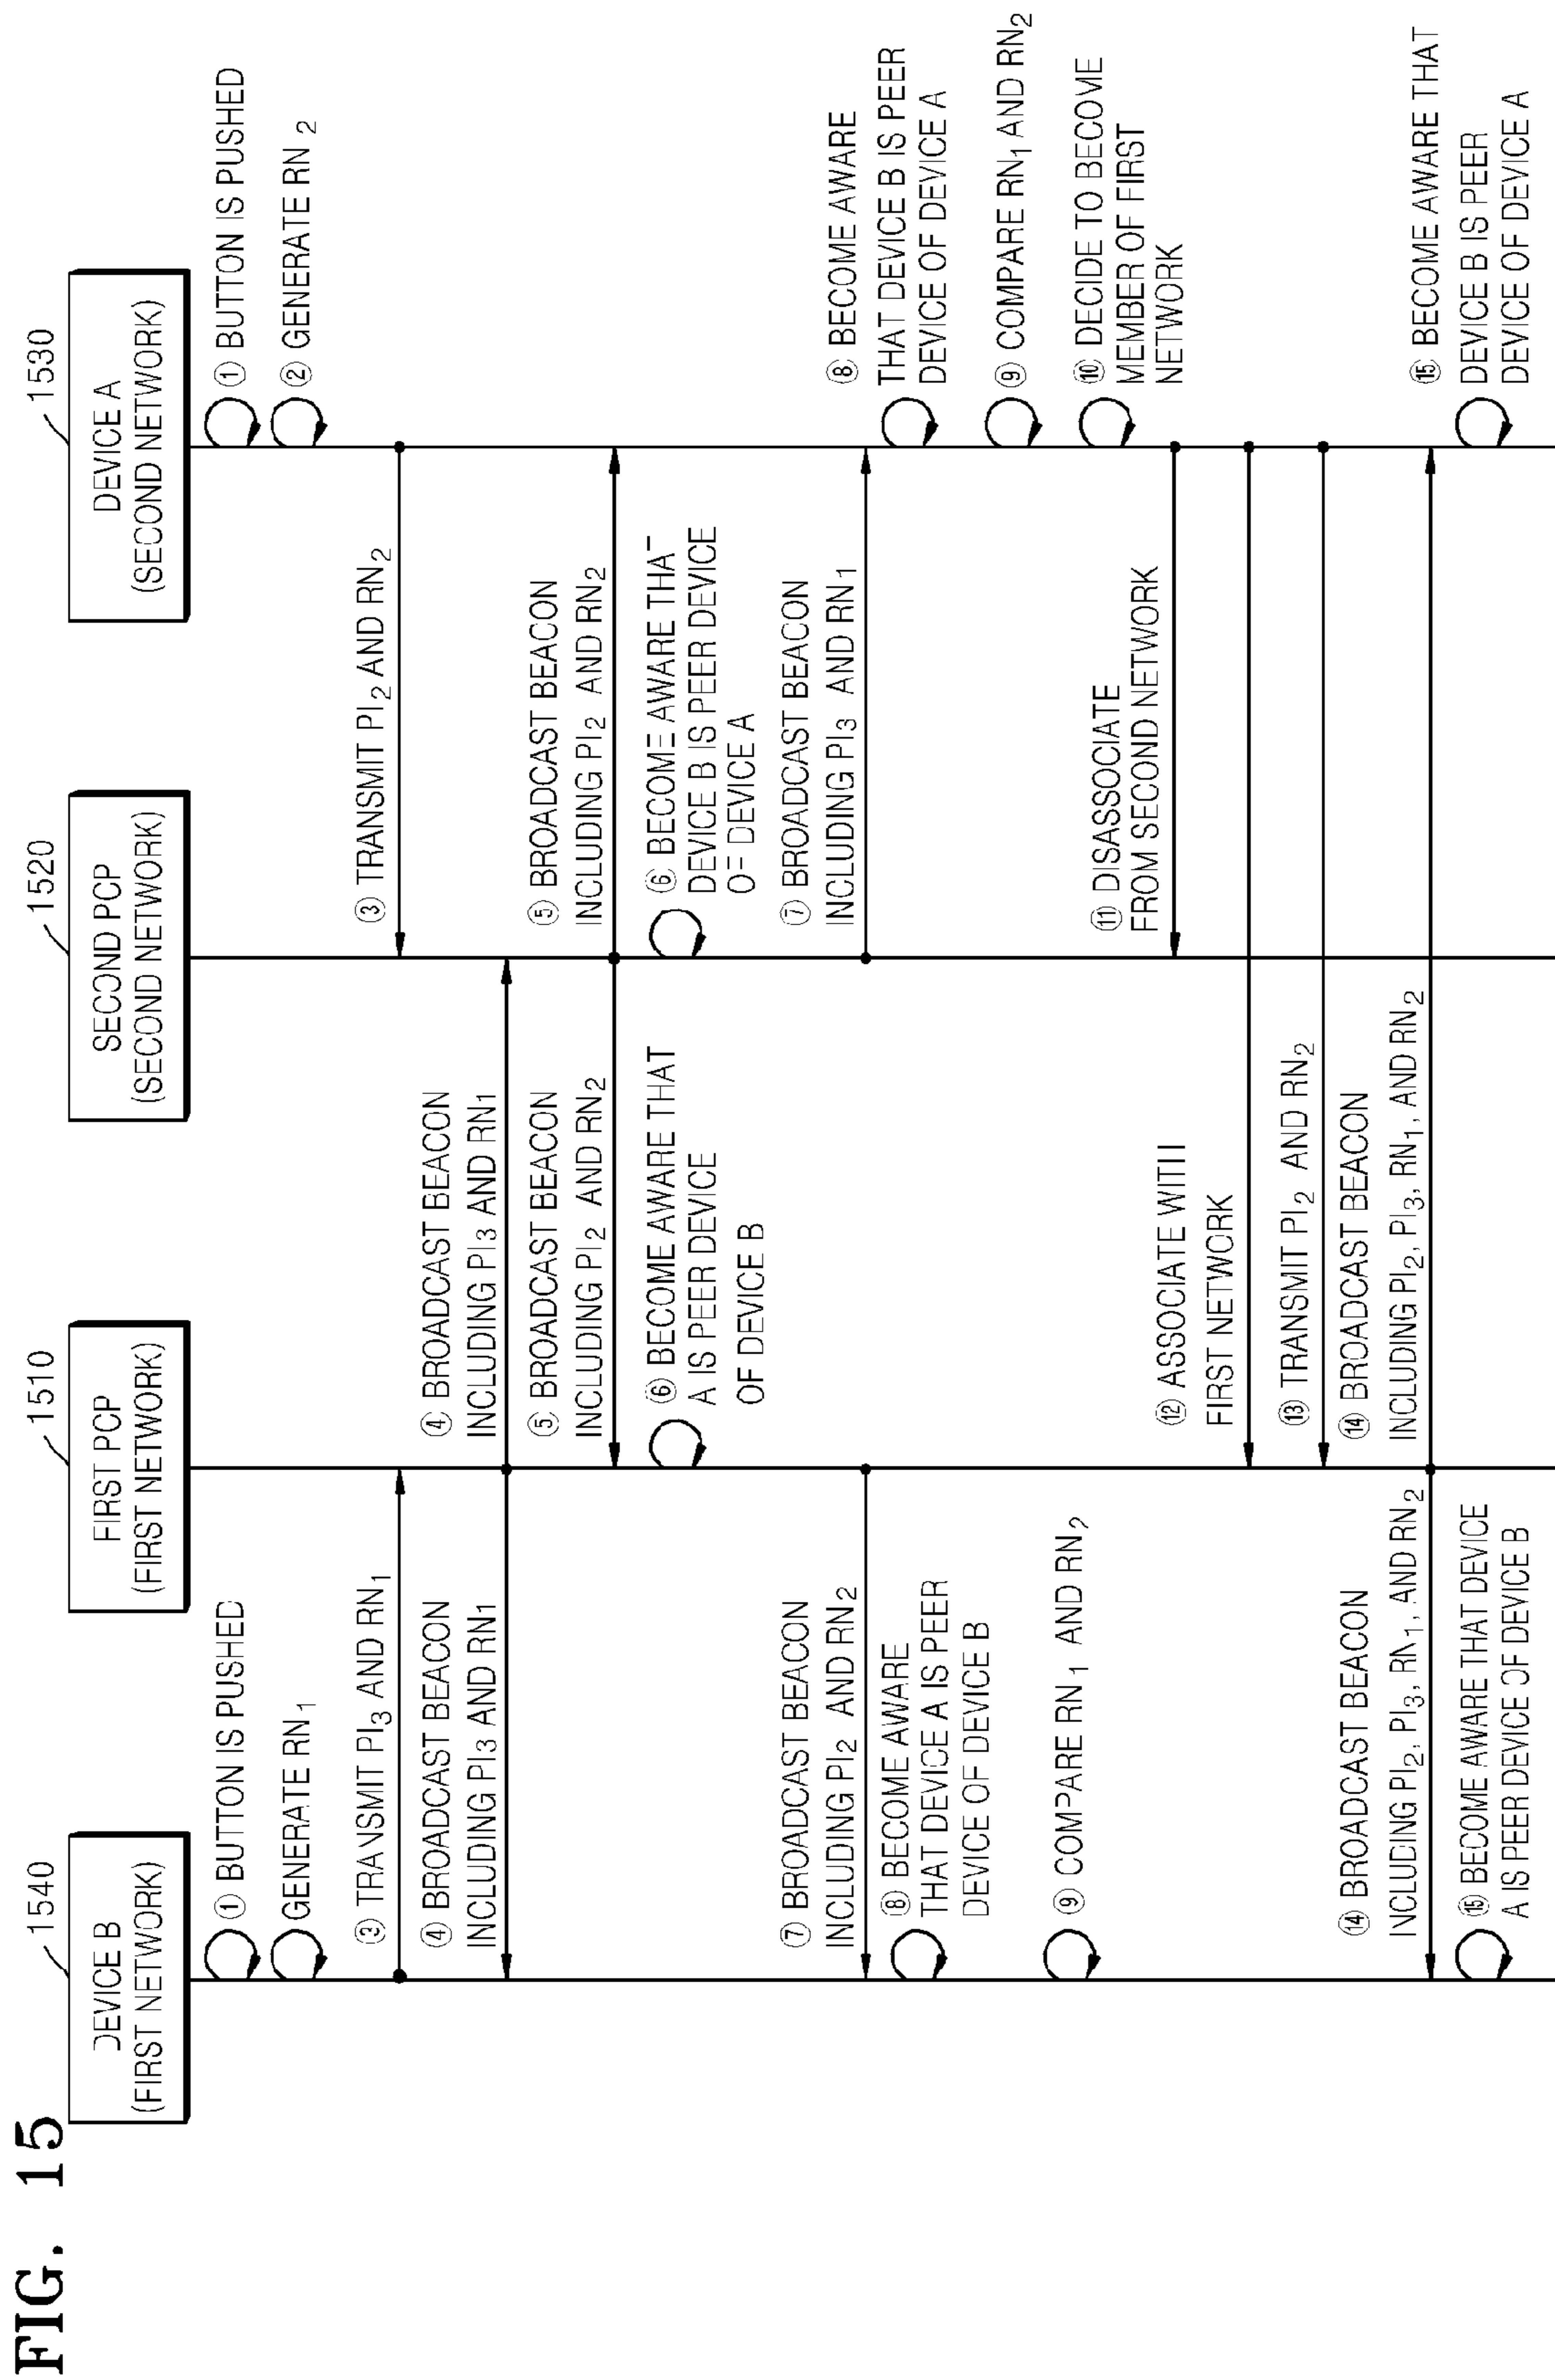 FIG. 15
1540
DEVICE B
(FIRST NETWORK)
1510
FIRST PCP
(FIRST NETWORK)
1520
SECOND PCP
(SECOND NETWORK)
1530
DEVICE A
(SECOND NETWORK)
① BUTTON IS PUSHED
① BUTTON IS PUSHED
GENERATE RN₁
② GENERATE RN₂
③ TRANSMIT PI₃ AND RN₁
③ TRANSMIT PI₂ AND RN₂
④ BROADCAST BEACON
INCLUDING PI₃ AND RN₁
④ BROADCAST BEACON
INCLUDING PI₃ AND RN₁
⑤ BROADCAST BEACON
INCLUDING PI₂ AND RN₂
⑤ BROADCAST BEACON
INCLUDING PI₂ AND RN₂
⑥ BECOME AWARE THAT
A IS PEER DEVICE
OF DEVICE B
⑥ BECOME AWARE THAT
DEVICE B IS PEER DEVICE
OF DEVICE A
⑦ BROADCAST BEACON
INCLUDING PI₂ AND RN₂
⑦ BROADCAST BEACON
INCLUDING PI₃ AND RN₁
⑧ BECOME AWARE
THAT DEVICE A IS PEER
DEVICE OF DEVICE B
⑧ BECOME AWARE
THAT DEVICE B IS PEER
DEVICE OF DEVICE A
⑨ COMPARE RN₁ AND RN₂
⑨ COMPARE RN₁ AND RN₂
⑩ DECIDE TO BECOME
MEMBER OF FIRST
NETWORK
⑪ DISASSOCIATE
FROM SECOND NETWORK
⑫ ASSOCIATE WITH
FIRST NETWORK
⑬ TRANSMIT PI₂ AND RN₂
⑭ BROADCAST BEACON
INCLUDING PI₂, PI₃, RN₁, AND RN₂
⑭ BROADCAST BEACON
INCLUDING PI₂, PI₃, RN₁, AND RN₂
⑮ BECOME AWARE THAT DEVICE
A IS PEER DEVICE OF DEVICE B
⑮ BECOME AWARE THAT
DEVICE B IS PEER
DEVICE OF DEVICE A